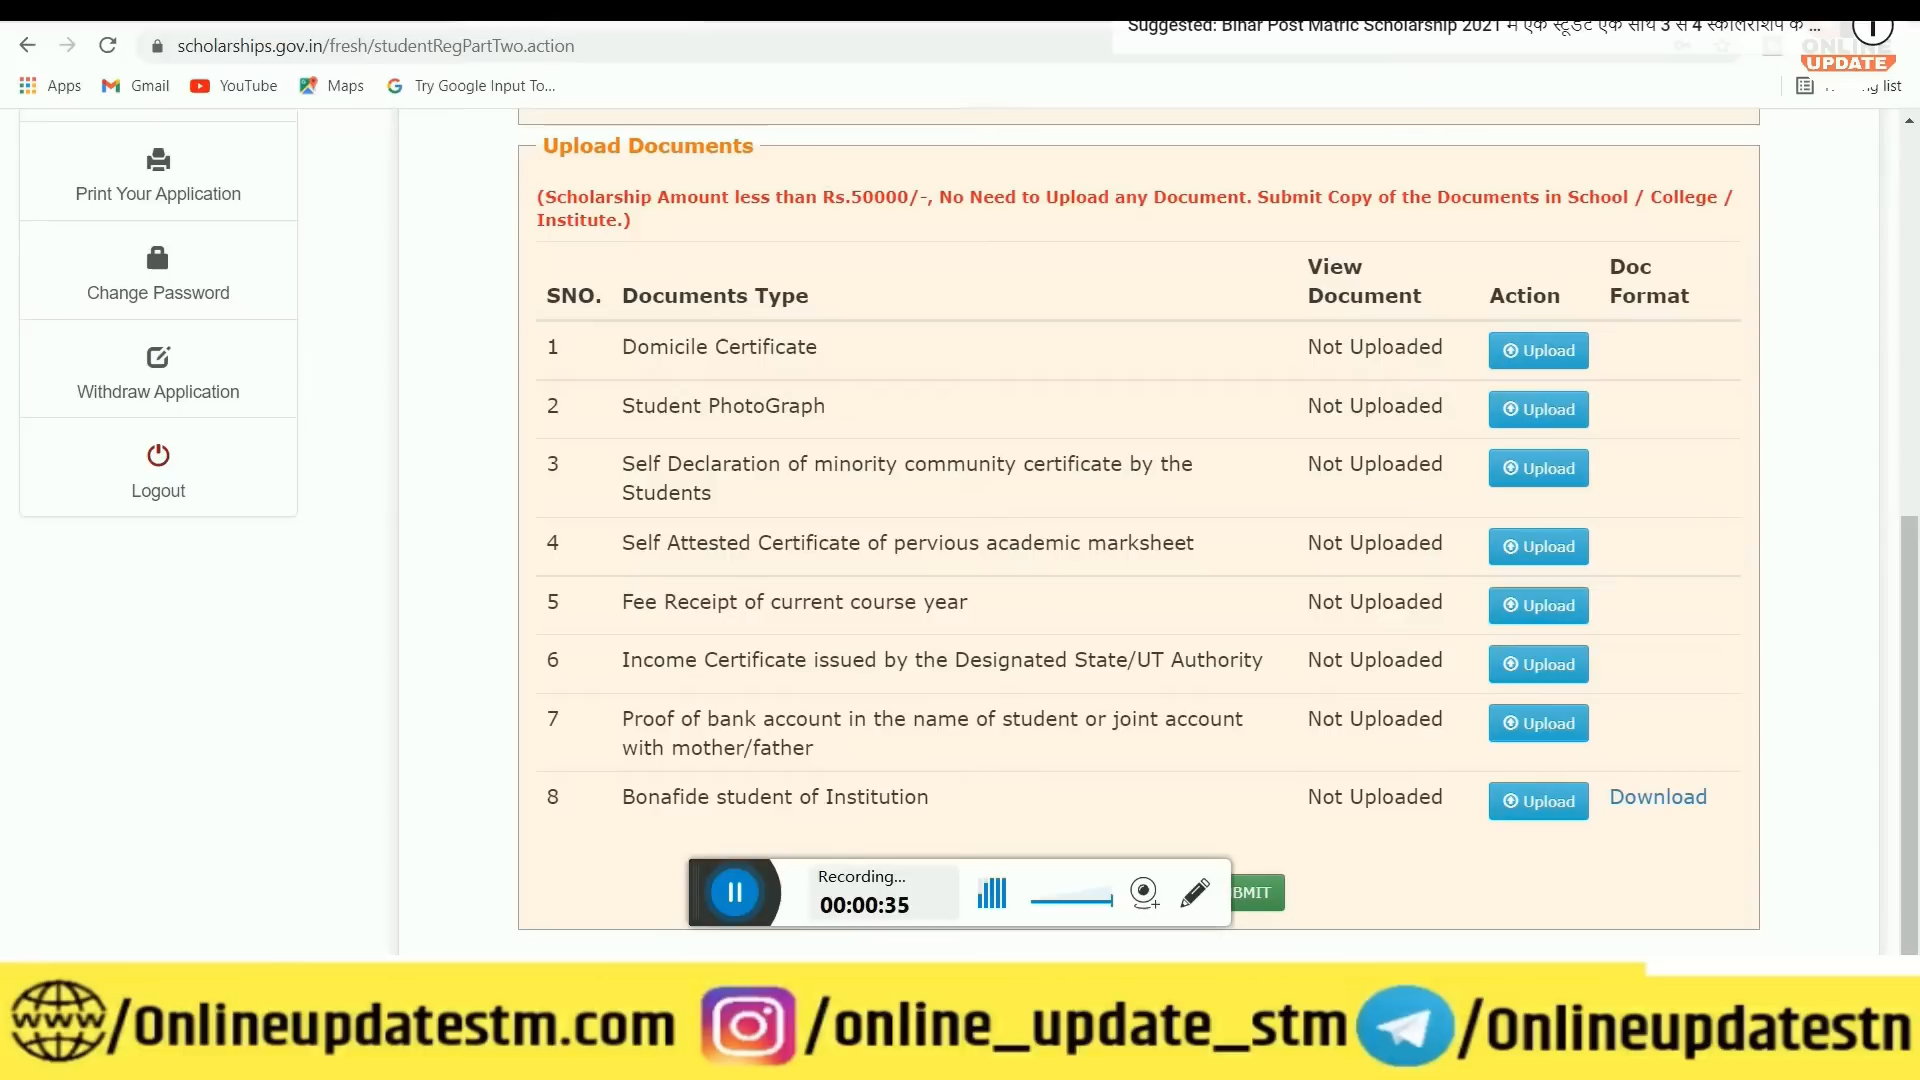 Suggested: Bihar Post Matric Scholarship 2021 में एक स्टूडेंट एक साथ 3 से 4 स्कॉलरशिप के ...
scholarships.gov.in/fresh/studentRegPartTwo.action
ONLINE
UPDATE
Apps
Gmail
YouTube
Maps
Try Google Input To...
list
Print Your Application
Change Password
Withdraw Application
Logout
Upload Documents
(Scholarship Amount less than Rs.50000/-, No Need to Upload any Document. Submit Copy of the Documents in School / College /
Institute.)
SNO. Documents Type View Document Action Doc Format
1 Domicile Certificate Not Uploaded Upload
2 Student PhotoGraph Not Uploaded Upload
3 Self Declaration of minority community certificate by the Not Uploaded Upload
Students
4 Self Attested Certificate of pervious academic marksheet Not Uploaded Upload
5 Fee Receipt of current course year Not Uploaded Upload
6 Income Certificate issued by the Designated State/UT Authority Not Uploaded Upload
7 Proof of bank account in the name of student or joint account Not Uploaded Upload
with mother/father
8 Bonafide student of Institution Not Uploaded Upload Download
Recording...
00:00:35
BMIT
www/Onlineupdatestm.com /online_update_stm /Onlineupdatestn